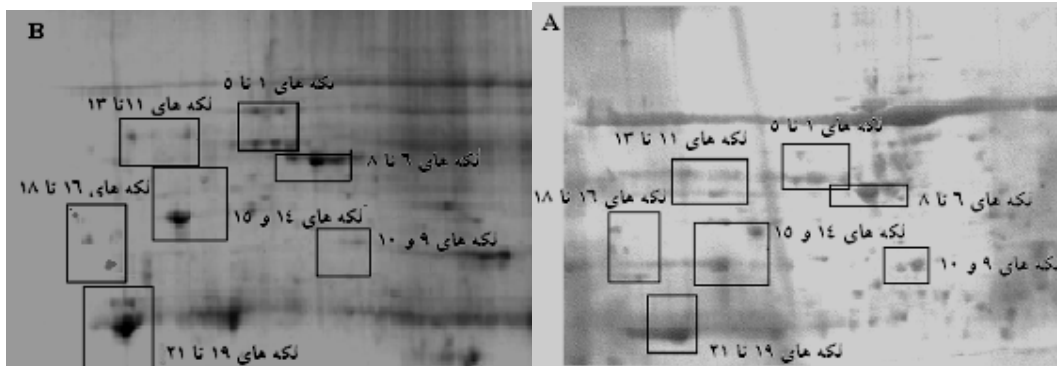 B
لکه های ۱ تا ۵
لکه های ۱۱تا ۱۳
لکه های ۶ تا ۸
لکه های ۱۶ تا ۱۸
لکه های ۱۴ و ۱۵
لکه های ۹ و ۱۰
لکه های ۱۹ تا ۲۱
A
لکه های ۱ تا ۵
لکه های ۱۱ تا ۱۳
لکه های ۶ تا ۸
لکه های ۱۶ تا ۱۸
لکه های ۱۴ و ۱۵
لکه های ۹ و ۱۰
لکه های ۱۹ تا ۲۱